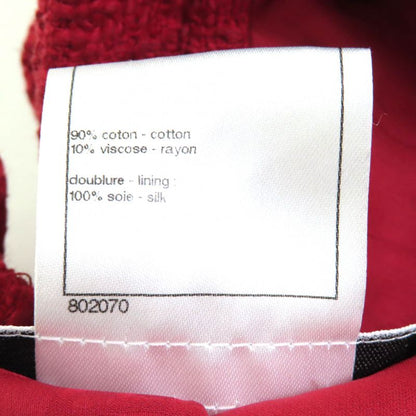 90% coton - cotton
10% viscose - rayon
doublure - lining :
100% soie - silk
802070